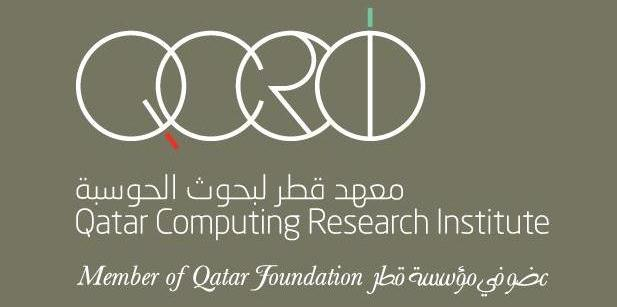 QCRI
معهد قطر لبحوث الحوسبة
Qatar Computing Research Institute
Member of Qatar Foundation عضو في مؤسسة قطر